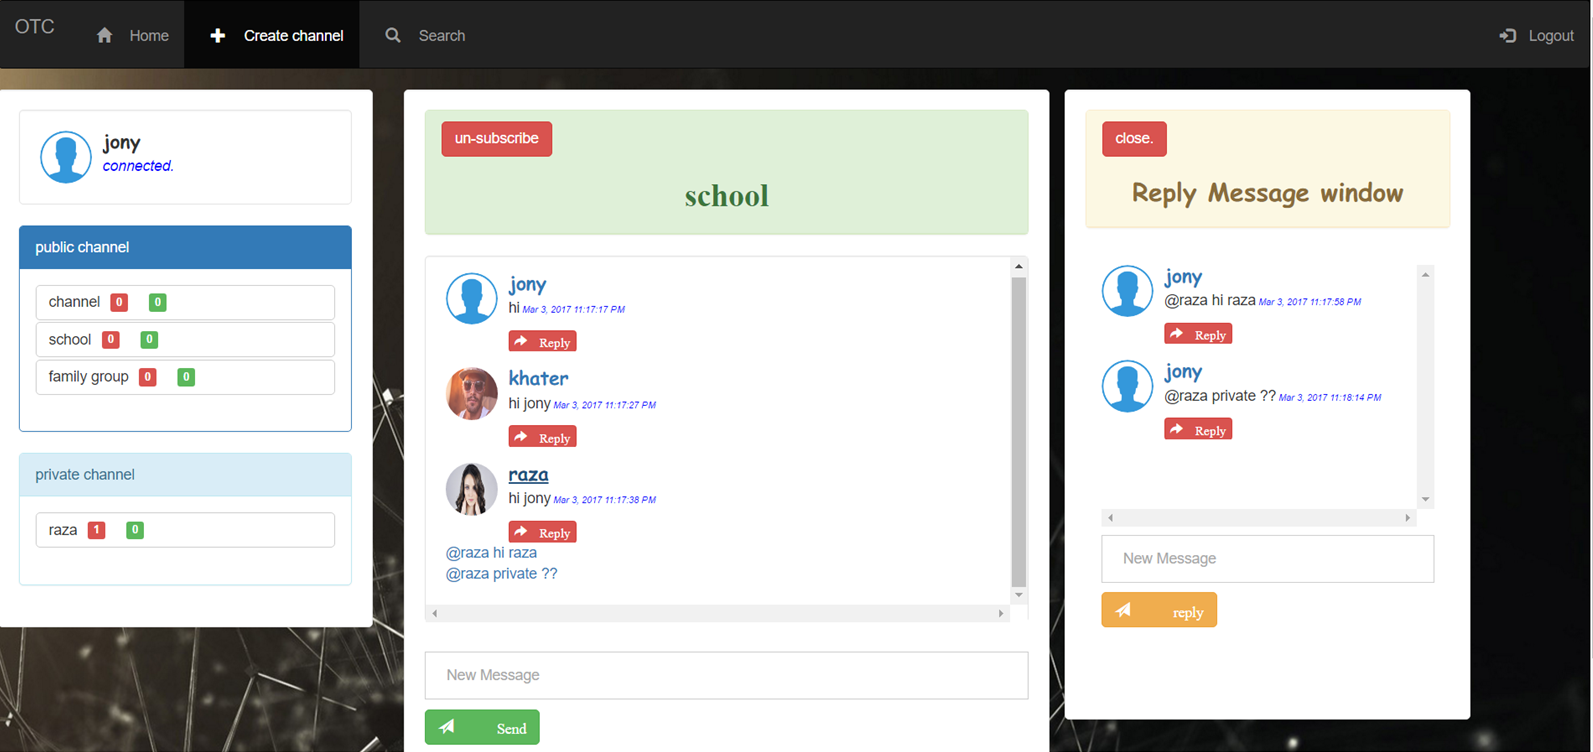 OTC
Home
Create channel
Search
Logout
jony
connected.
public channel
channel 0 0
school 0 0
family group 0 0
private channel
raza 1 0
un-subscribe
school
jony
hi Mar 3, 2017 11:17:17 PM
Reply
khater
hi jony Mar 3, 2017 11:17:27 PM
Reply
raza
hi jony Mar 3, 2017 11:17:38 PM
Reply
@raza hi raza
@raza private ??
New Message
Send
close.
Reply Message window
jony
@raza hi raza Mar 3, 2017 11:17:58 PM
Reply
jony
@raza private ?? Mar 3, 2017 11:18:14 PM
Reply
New Message
reply